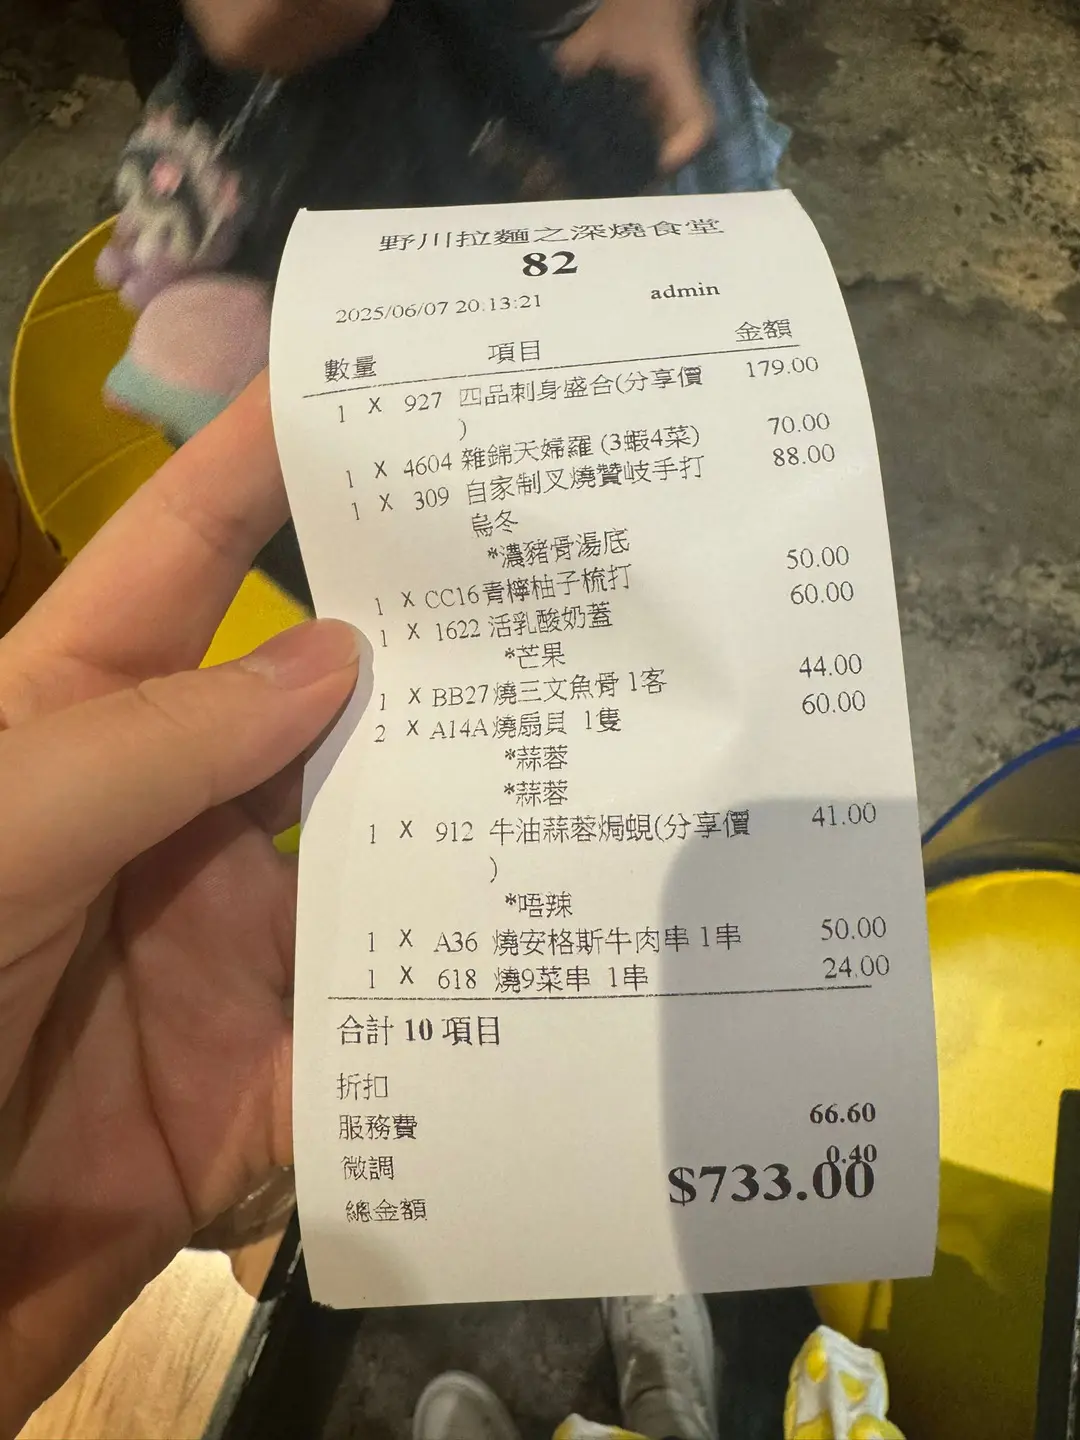 野川拉麵之深燒食堂
82
2025/06/07 20:13:21 admin
數量 項目 金額
1 X 927 四品刺身盛合(分享價 179.00
)
1 X 4604 雜錦天婦羅 (3蝦4菜) 70.00
1 X 309 自家制叉燒贊岐手打 88.00
烏冬
*濃豬骨湯底
1 X CC16 青檸柚子梳打 50.00
1 X 1622 活乳酸奶蓋 60.00
*芒果
1 X BB27 燒三文魚骨 1客 44.00
2 X A14A 燒扇貝 1隻 60.00
*蒜蓉
*蒜蓉
1 X 912 牛油蒜蓉焗蜆(分享價 41.00
)
*唔辣
1 X A36 燒安格斯牛肉串 1串 50.00
1 X 618 燒9菜串 1串 24.00
合計 10 項目
折扣
服務費 66.60
微調 0.40
總金額 $733.00